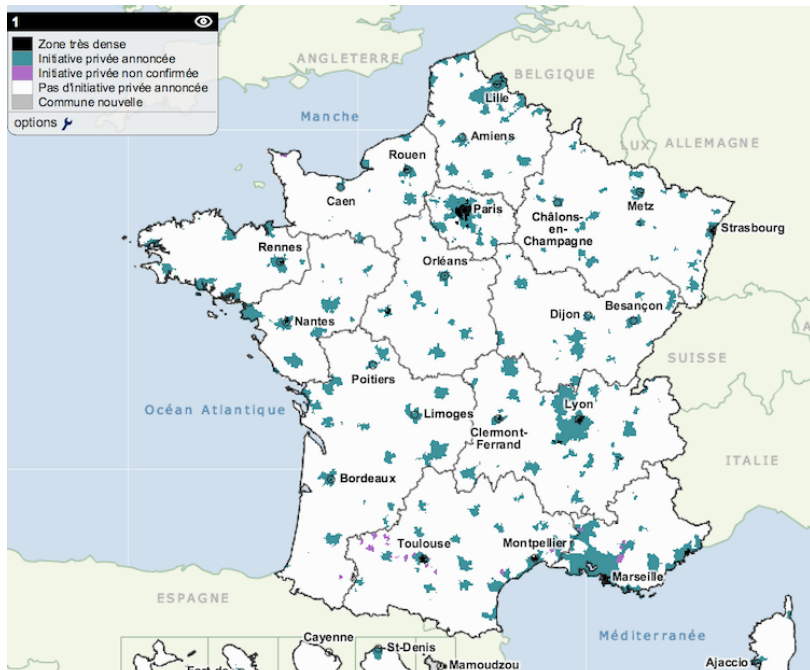 1
Zone très dense
Initiative privée annoncée
Initiative privée non confirmée
Pas d'initiative privée annoncée
Commune nouvelle
options
ANGLETERRE
BELGIQUE
Lille
Manche
LUX
ALLEMAGNE
Amiens
Rouen
Caen
Paris
Metz
Châlons-
en-
Champagne
Strasbourg
Rennes
Orléans
Nantes
Dijon
Besançon
SUISSE
Poitiers
Océan Atlantique
Limoges
Lyon
Clermont-
Ferrand
ITALIE
Bordeaux
Toulouse
Montpellier
Marseille
ESPAGNE
Méditerranée
Cayenne
St-Denis
Mamoudzou
Ajaccio